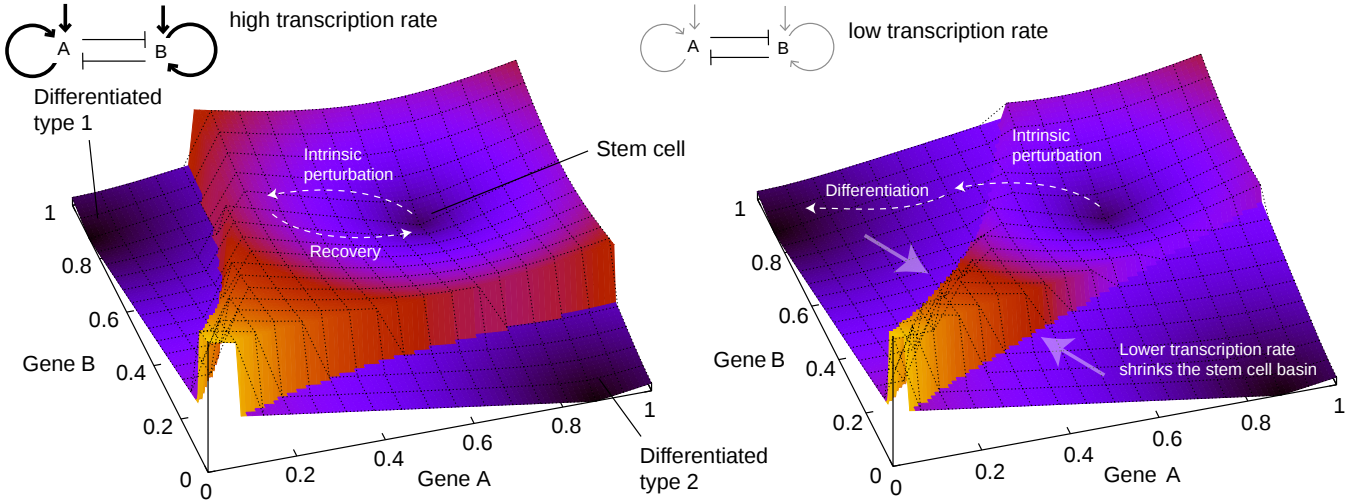 high transcription rate
A
B
Differentiated
type 1
Intrinsic
perturbation
Stem cell
Recovery
1
0.8
0.6
0.4
0.2
0
Gene B
0
0.2
0.4
0.6
0.8
1
Gene A
Differentiated
type 2
low transcription rate
A
B
Intrinsic
perturbation
Differentiation
1
0.8
0.6
0.4
0.2
0
Gene B
Lower transcription rate
shrinks the stem cell basin
0
0.2
0.4
0.6
0.8
1
Gene A